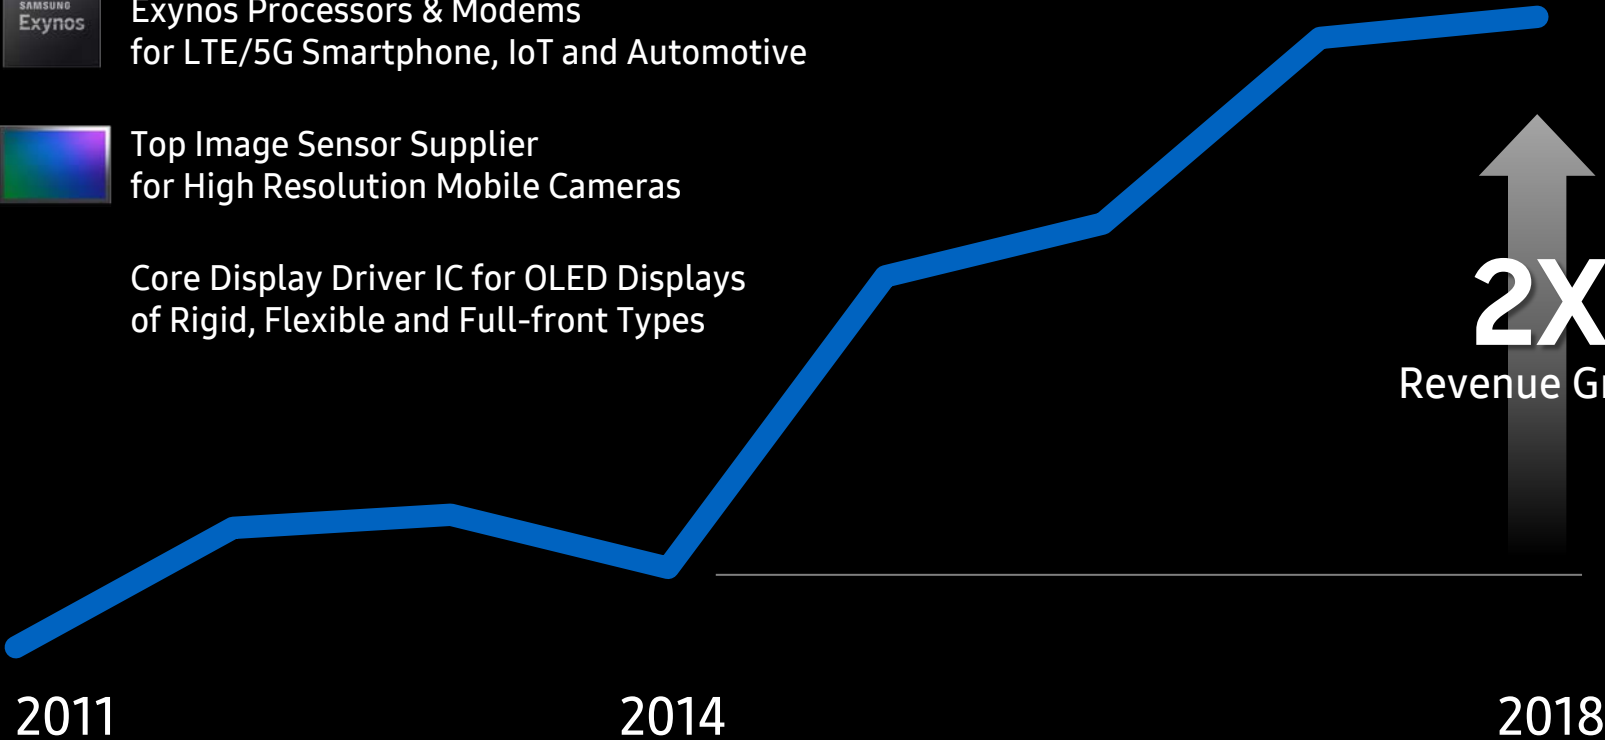 SAMSUNG
Exynos
Exynos Processors & Modems
for LTE/5G Smartphone, IoT and Automotive
Top Image Sensor Supplier
for High Resolution Mobile Cameras
Core Display Driver IC for OLED Displays
of Rigid, Flexible and Full-front Types
2X
Revenue Gr
2011
2014
2018